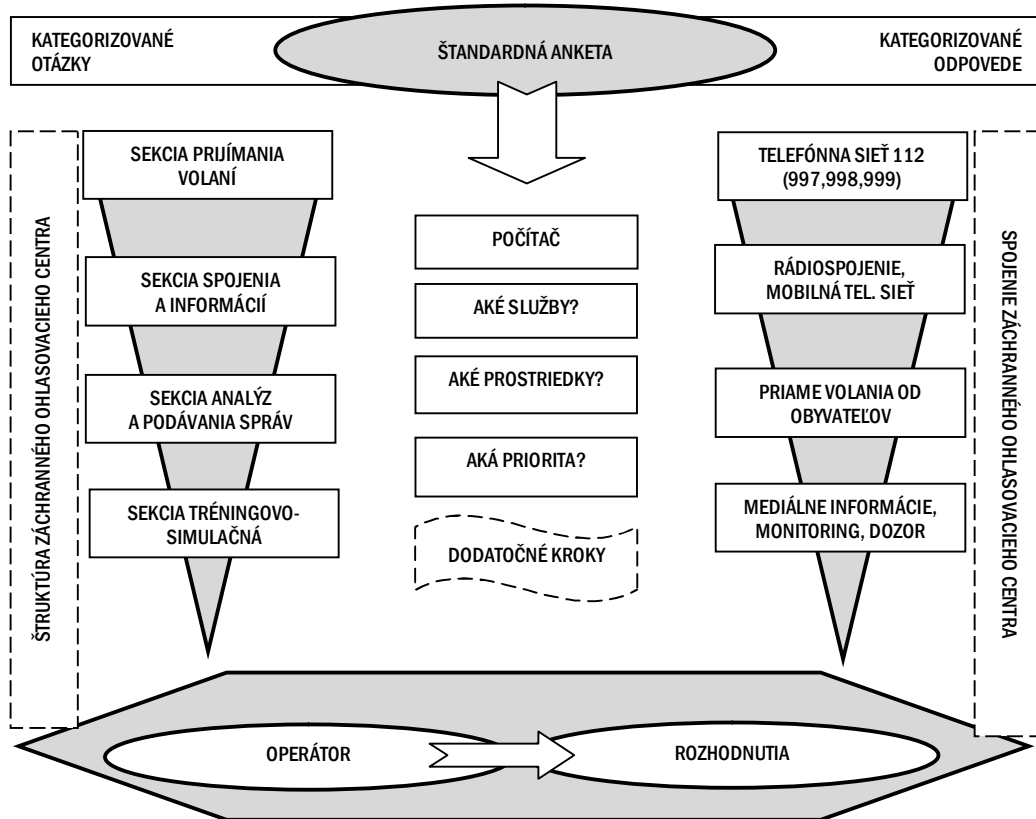 KATEGORIZOVANÉ
OTÁZKY
ŠTANDARDNÁ ANKETA
KATEGORIZOVANÉ
ODPOVEDE
ŠTRUKTÚRA ZÁCHRANNÉHO OHLASOVACIEHO CENTRA
SEKCIA PRIJÍMANIA
VOLANÍ
SEKCIA SPOJENIA
A INFORMÁCIÍ
SEKCIA ANALÝZ
A PODÁVANIA SPRÁV
SEKCIA TRÉNINGOVO-
SIMULAČNÁ
POČÍTAČ
AKÉ SLUŽBY?
AKÉ PROSTRIEDKY?
AKÁ PRIORITA?
DODATOČNÉ KROKY
TELEFÓNNA SIEŤ 112
(997,998,999)
RÁDIOSPOJENIE,
MOBILNÁ TEL. SIEŤ
PRIAME VOLANIA OD
OBYVATEĽOV
MEDIÁLNE INFORMÁCIE,
MONITORING, DOZOR
SPOJENIE ZÁCHRANNÉHO OHLASOVACIEHO CENTRA
OPERÁTOR
ROZHODNUTIA